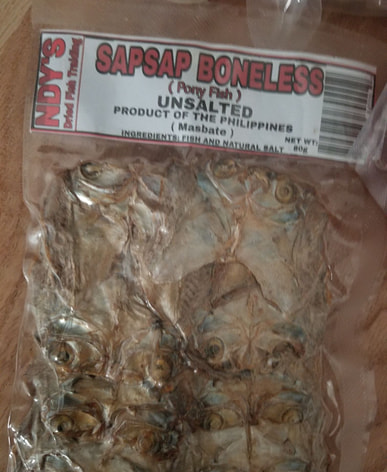 NDY'S
Dried Fish Trading
SAPSAP BONELESS
( Pony Fish )
UNSALTED
PRODUCT OF THE PHILIPPINES
( Masbate )
INGREDIENTS: FISH AND NATURAL SALT
NET WT:
80g